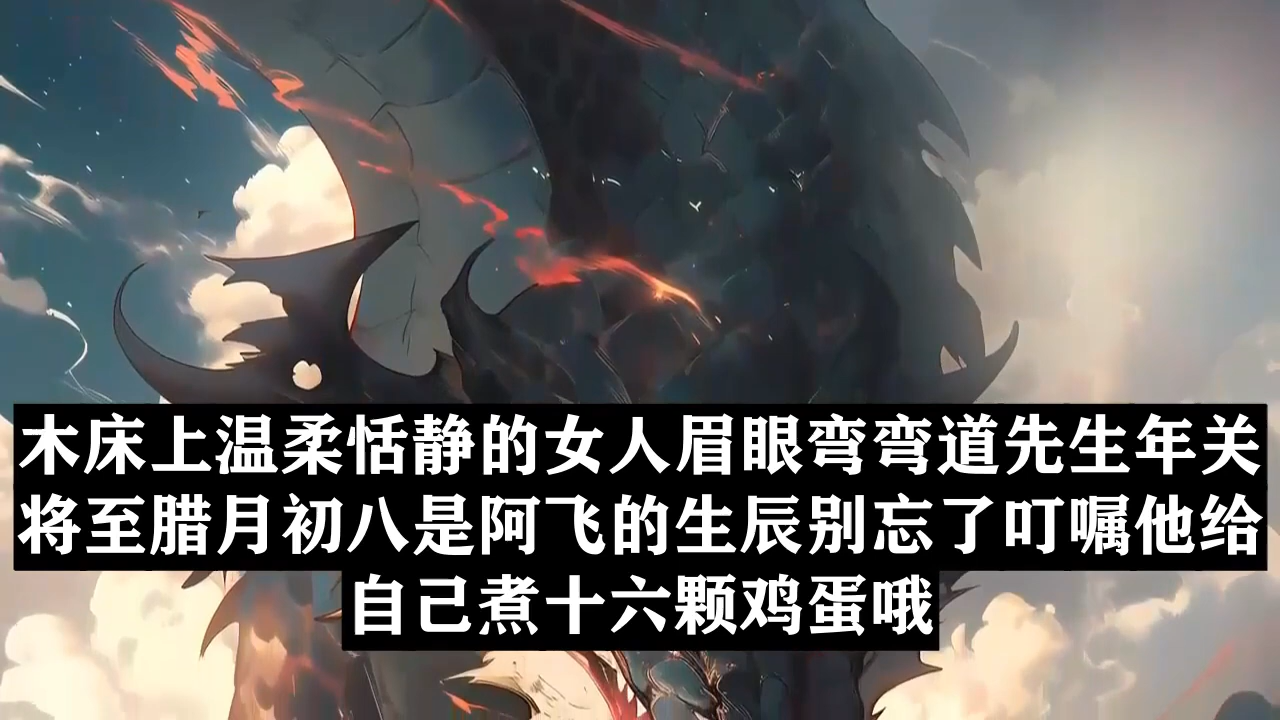 木床上温柔恬静的女人眉眼弯弯道先生年关
将至腊月初八是阿飞的生辰别忘了叮嘱他给
自己煮十六颗鸡蛋哦